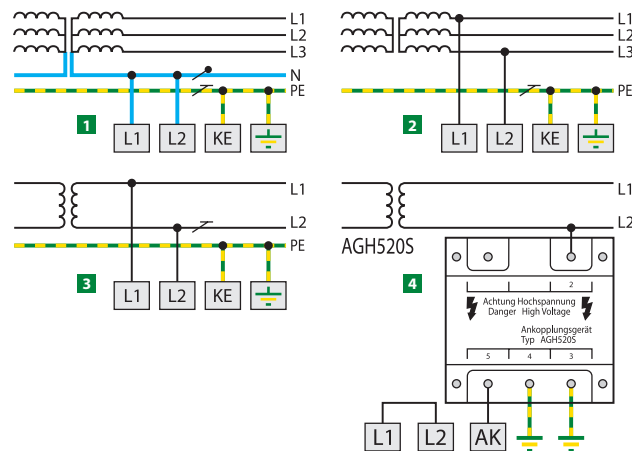 L1
L2
L3
N
PE
1
L1
L2
KE
L1
L2
L3
PE
2
L1
L2
KE
L1
L2
PE
3
L1
L2
KE
L1
L2
AGH520S
4
2
Achtung Hochspannung
Danger High Voltage
Ankopplungsgerät
Typ AGH520S
5 4 3
L1
L2
AK